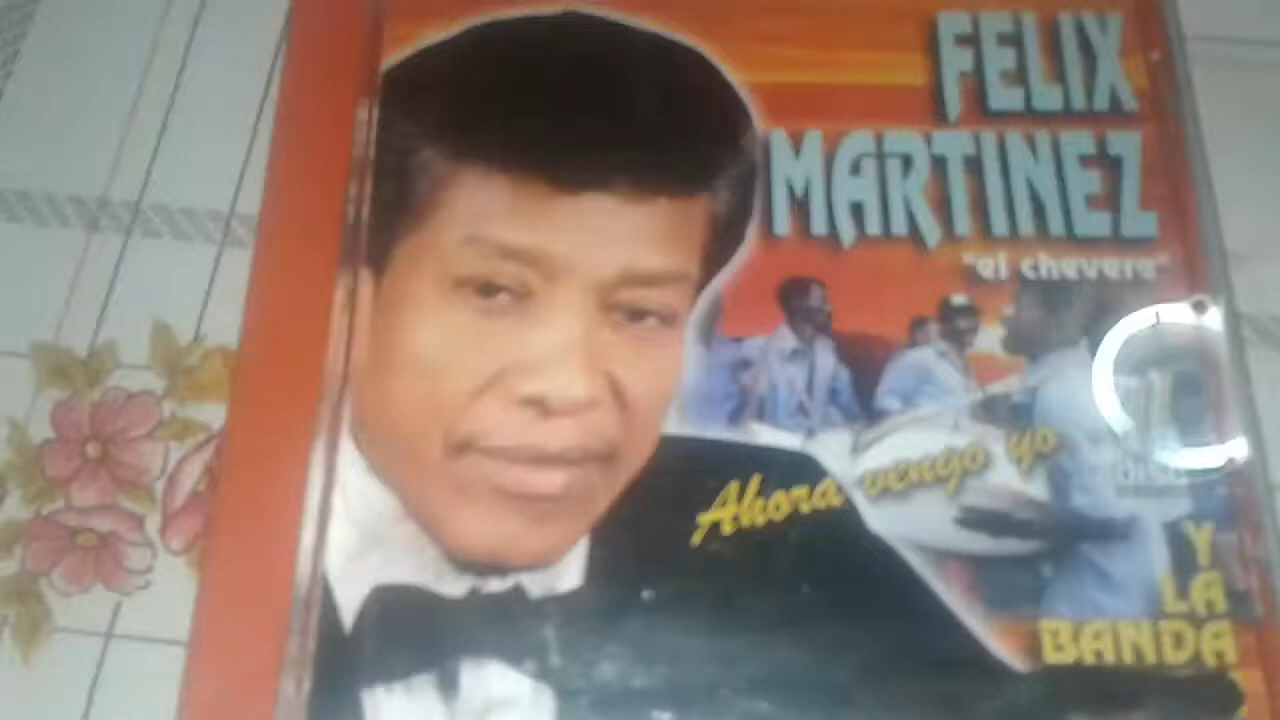 FELIX
MARTINEZ
"el chevere"
Ahora vengo yo
Y
LA
BANDA